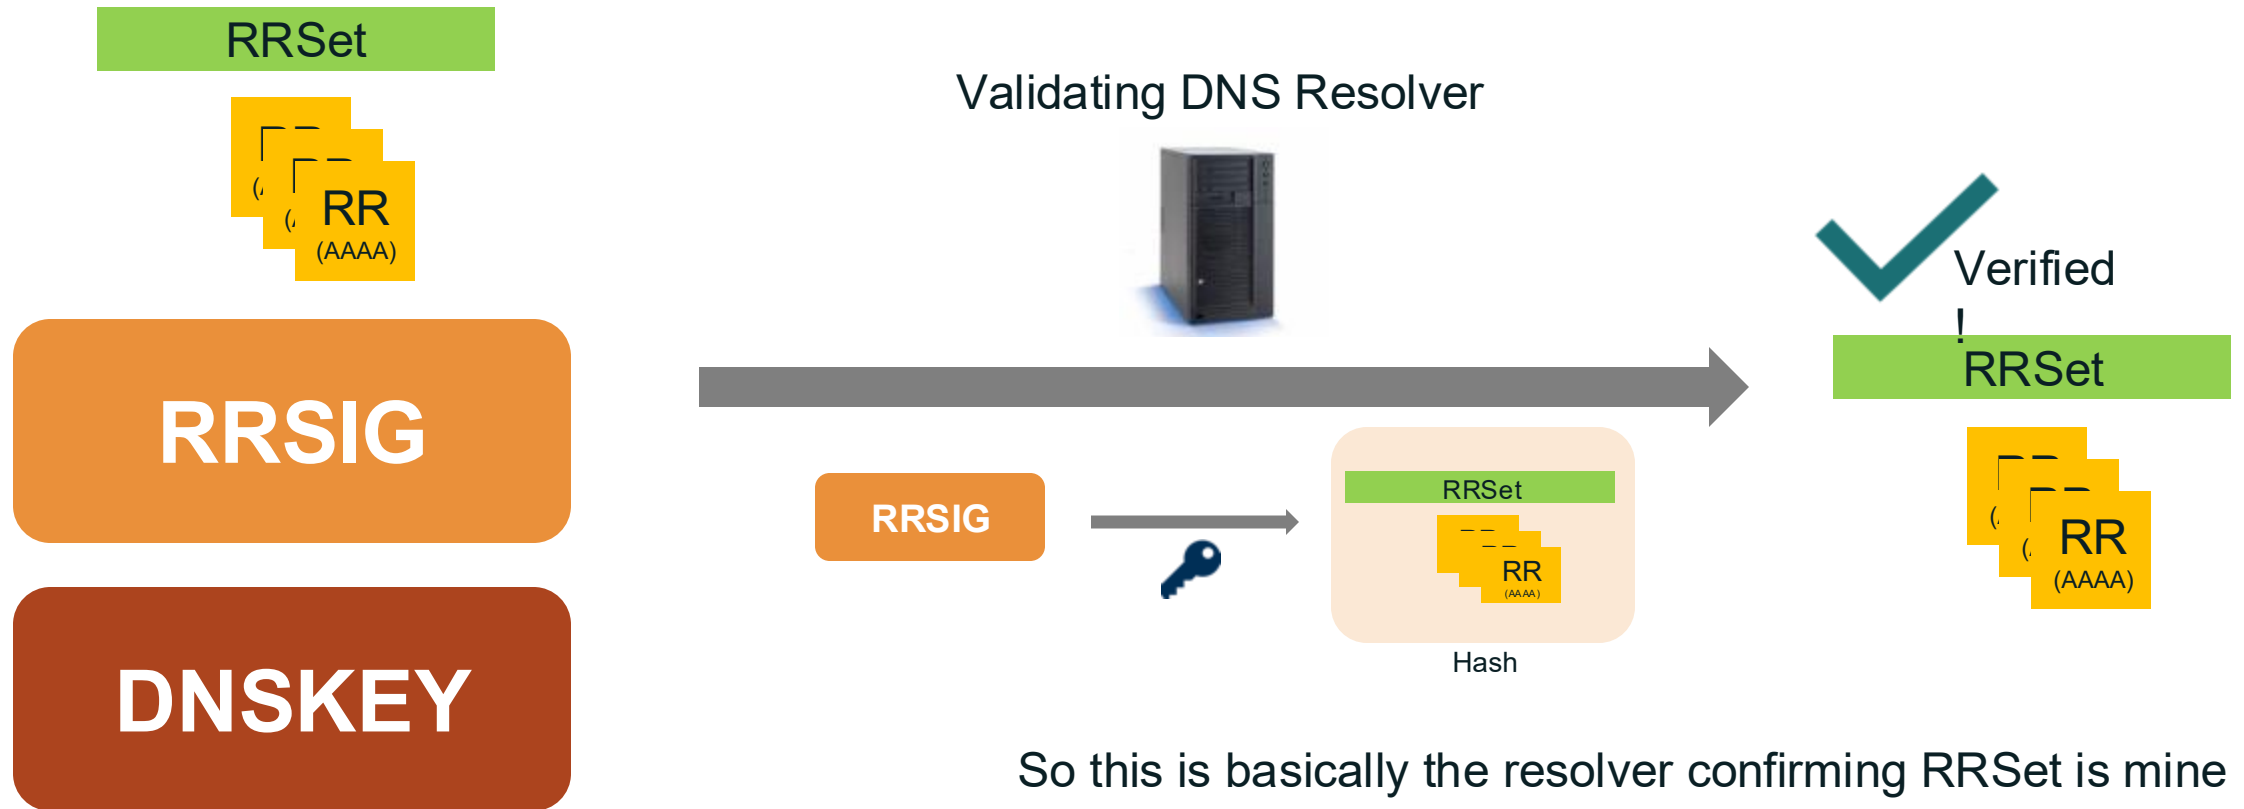 RRSet
RR
(AAAA)
RRSIG
DNSKEY
Validating DNS Resolver
RRSIG
RRSet
RR
(AAAA)
Hash
Verified
!
RRSet
RR
(AAAA)
So this is basically the resolver confirming RRSet is mine